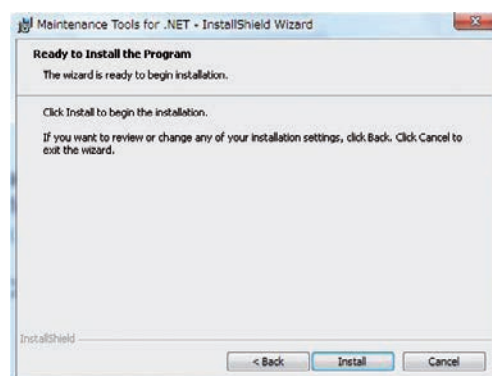 Maintenance Tools for .NET - InstallShield Wizard
Ready to Install the Program
The wizard is ready to begin installation.
Click Install to begin the installation.
If you want to review or change any of your installation settings, click Back. Click Cancel to
exit the wizard.
InstallShield
< Back
Install
Cancel